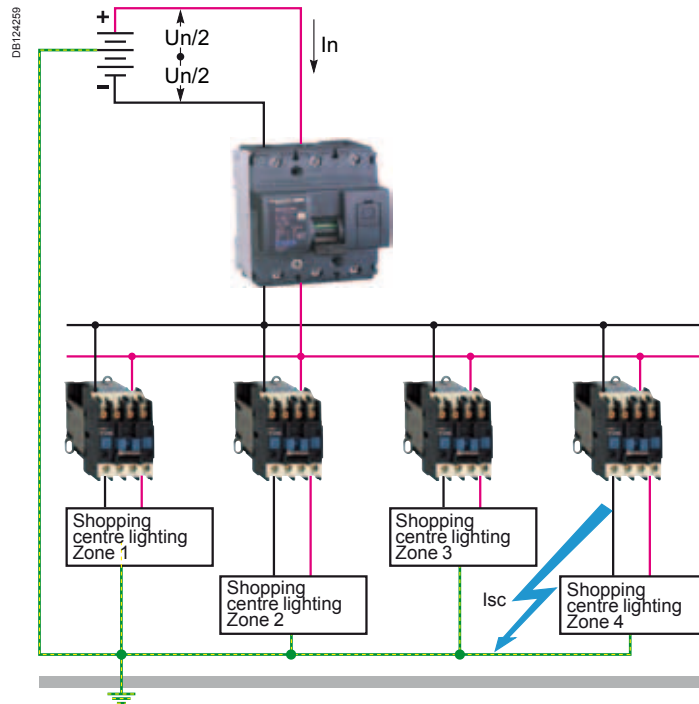 DB124259
+
Un/2
In
Un/2
-
Shopping
centre lighting
Zone 1
Shopping
centre lighting
Zone 2
Shopping
centre lighting
Zone 3
Isc
Shopping
centre lighting
Zone 4